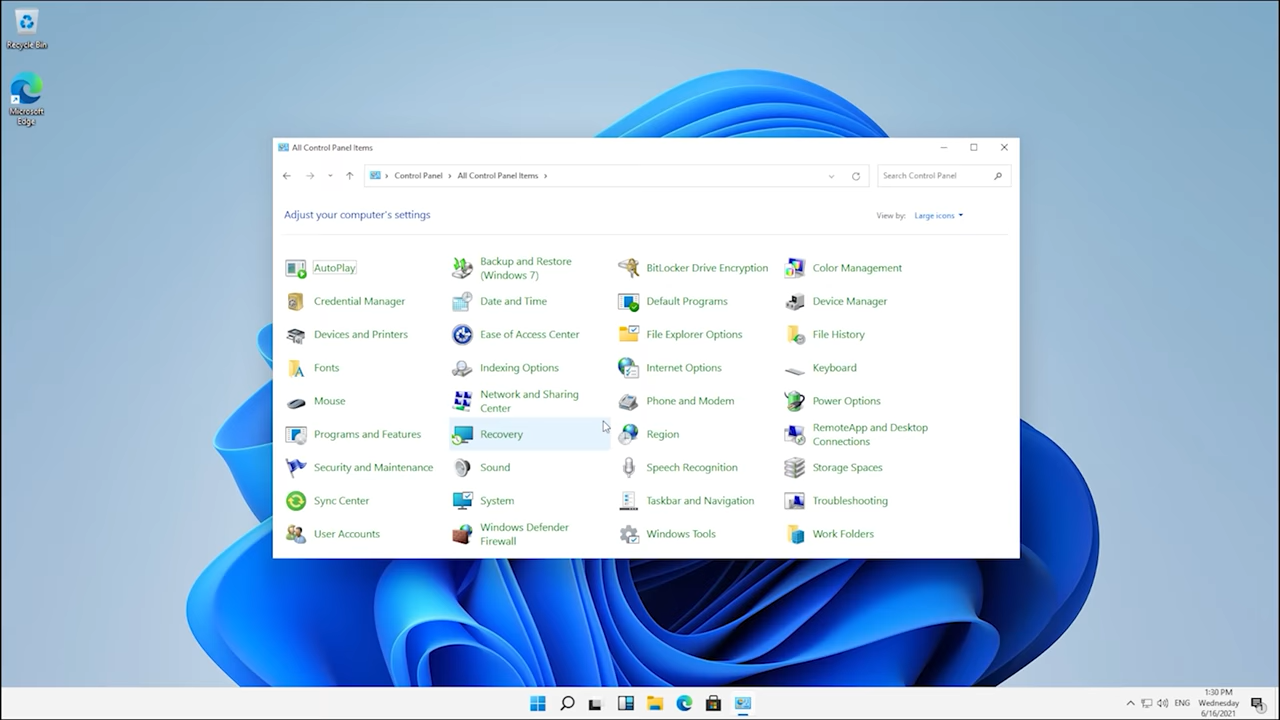 Recycle Bin
Microsoft
Edge
All Control Panel Items
Control Panel > All Control Panel Items >
Search Control Panel
Adjust your computer's settings
View by: Large icons
AutoPlay
Backup and Restore
(Windows 7)
BitLocker Drive Encryption
Color Management
Credential Manager
Date and Time
Default Programs
Device Manager
Devices and Printers
Ease of Access Center
File Explorer Options
File History
Fonts
Indexing Options
Internet Options
Keyboard
Mouse
Network and Sharing
Center
Phone and Modem
Power Options
Programs and Features
Recovery
Region
RemoteApp and Desktop
Connections
Security and Maintenance
Sound
Speech Recognition
Storage Spaces
Sync Center
System
Taskbar and Navigation
Troubleshooting
User Accounts
Windows Defender
Firewall
Windows Tools
Work Folders
ENG
1:30 PM
Wednesday
6/16/2021